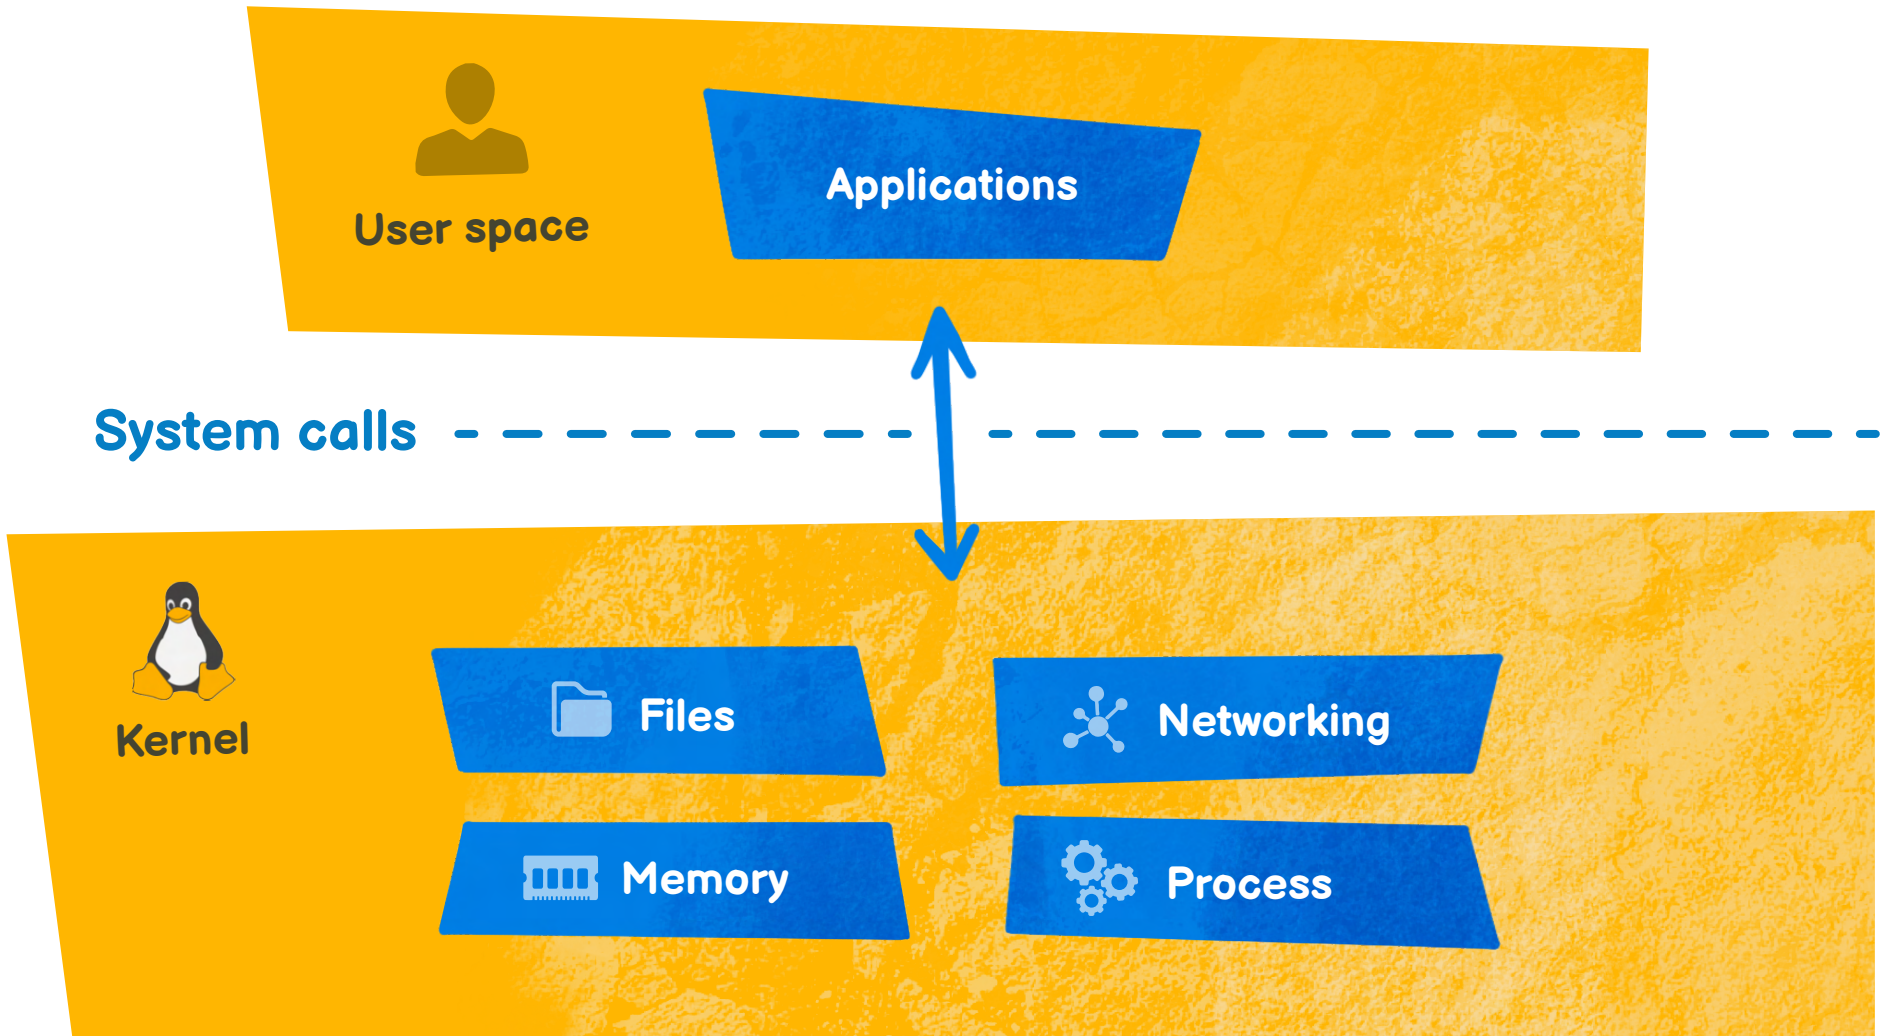 Applications
User space
System calls
Files
Networking
Kernel
Memory
Process